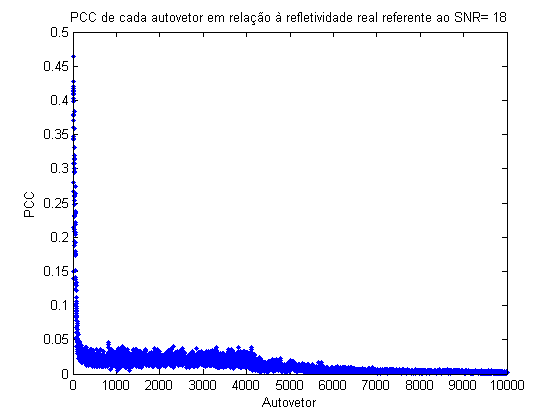 PCC de cada autovetor em relação à refletividade real referente ao SNR= 18
0.5
0.45
0.4
0.35
0.3
0.25
0.2
0.15
0.1
0.05
0
PCC
0 1000 2000 3000 4000 5000 6000 7000 8000 9000 10000
Autovetor